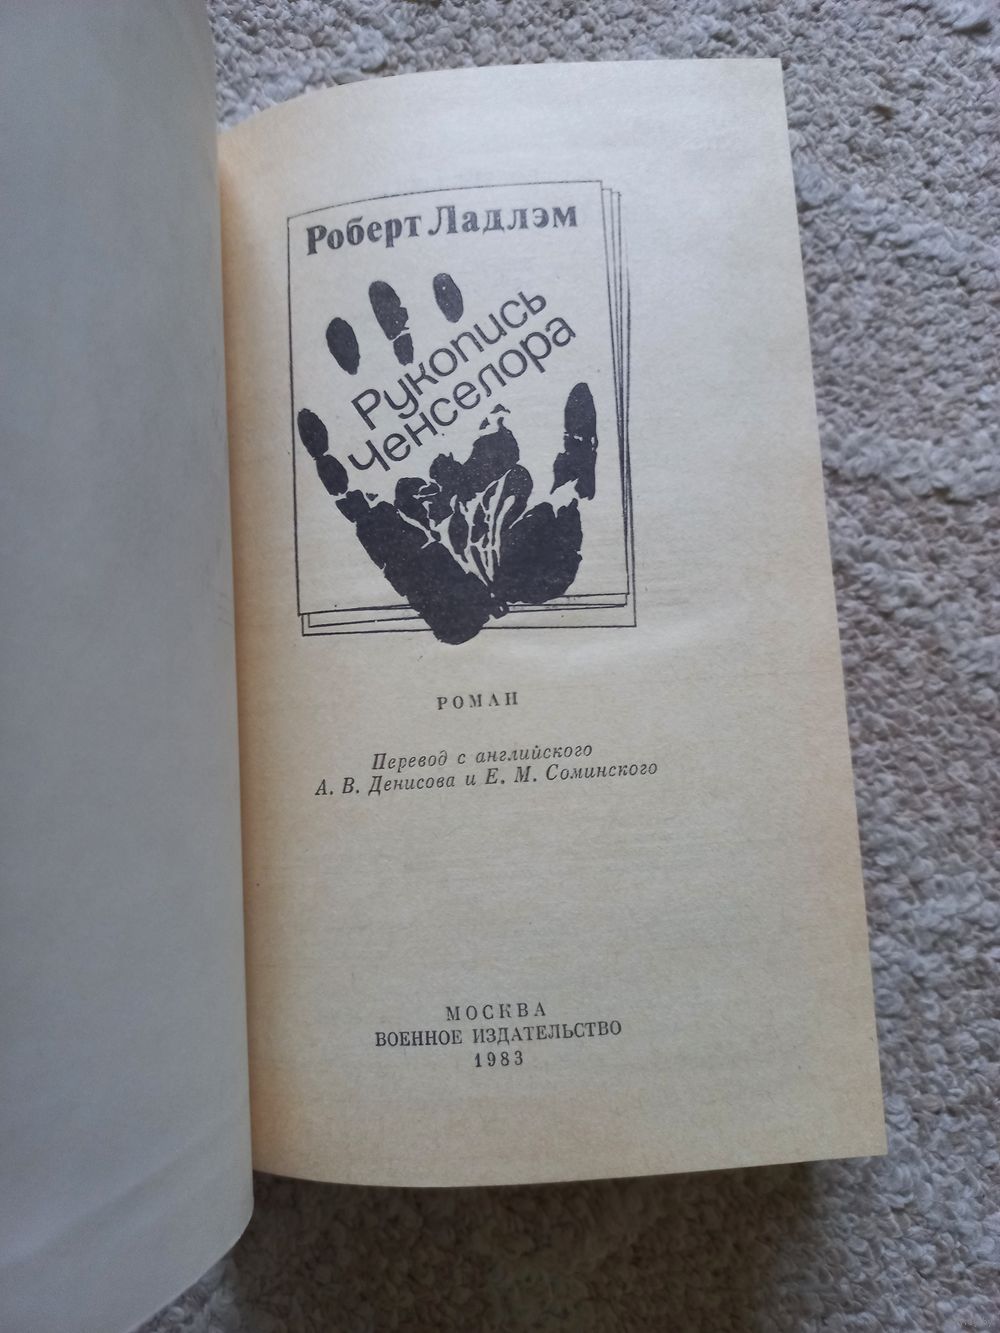 Роберт Ладлэм
Рукопись
Ченселора
РОМАН
Перевод с английского
А. В. Денисова и Е. М. Соминского
МОСКВА
ВОЕННОЕ ИЗДАТЕЛЬСТВО
1983